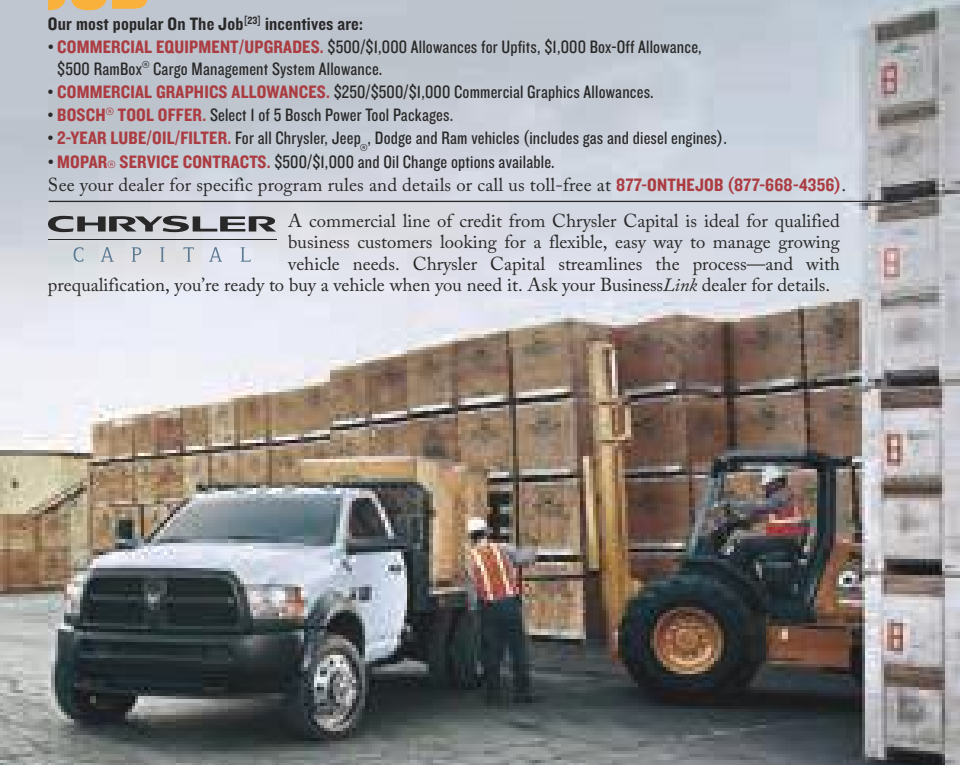 JOB
Our most popular On The Job[23] incentives are:
• COMMERCIAL EQUIPMENT/UPGRADES. $500/$1,000 Allowances for Upfits, $1,000 Box-Off Allowance,
$500 RamBox® Cargo Management System Allowance.
• COMMERCIAL GRAPHICS ALLOWANCES. $250/$500/$1,000 Commercial Graphics Allowances.
• BOSCH® TOOL OFFER. Select 1 of 5 Bosch Power Tool Packages.
• 2-YEAR LUBE/OIL/FILTER. For all Chrysler, Jeep®, Dodge and Ram vehicles (includes gas and diesel engines).
• MOPAR® SERVICE CONTRACTS. $500/$1,000 and Oil Change options available.
See your dealer for specific program rules and details or call us toll-free at 877-ONTHEJOB (877-668-4356).
CHRYSLER
CAPITAL
A commercial line of credit from Chrysler Capital is ideal for qualified
business customers looking for a flexible, easy way to manage growing
vehicle needs. Chrysler Capital streamlines the process—and with
prequalification, you're ready to buy a vehicle when you need it. Ask your BusinessLink dealer for details.